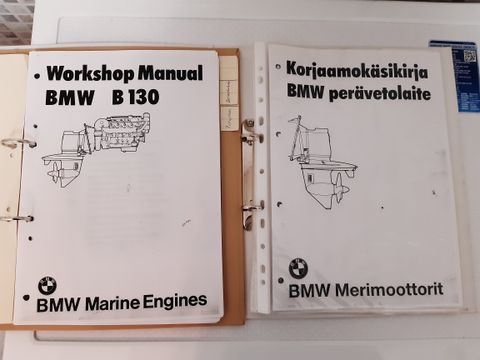 Workshop Manual
BMW B 130
BMW Marine Engines
Korjaamokäsikirja
BMW perävetolaite
BMW Merimoottorit